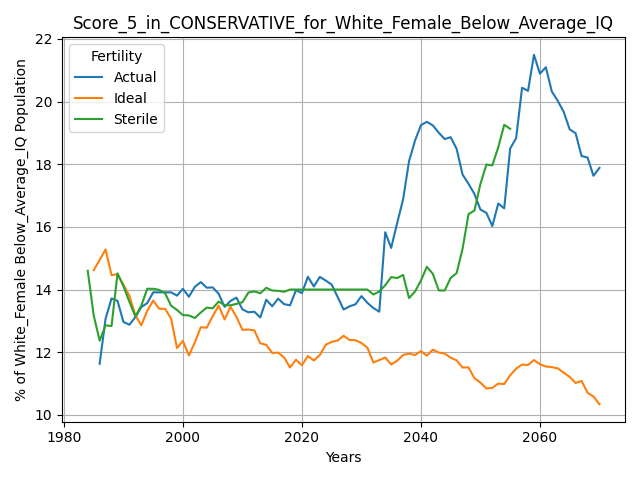 Score_5_in_CONSERVATIVE_for_White_Female_Below_Average_IQ
Fertility
Actual
Ideal
Sterile
% of White_Female Below_Average_IQ Population
22
20
18
16
14
12
10
1980
2000
2020
2040
2060
Years